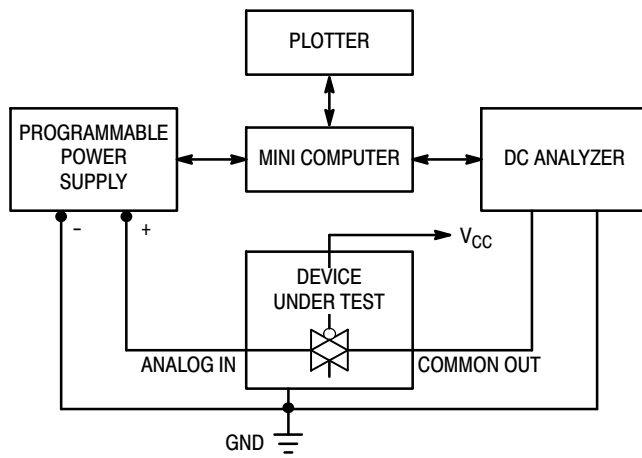 PLOTTER
PROGRAMMABLE
POWER
SUPPLY
MINI COMPUTER
DC ANALYZER
– +
VCC
DEVICE
UNDER TEST
ANALOG IN
COMMON OUT
GND